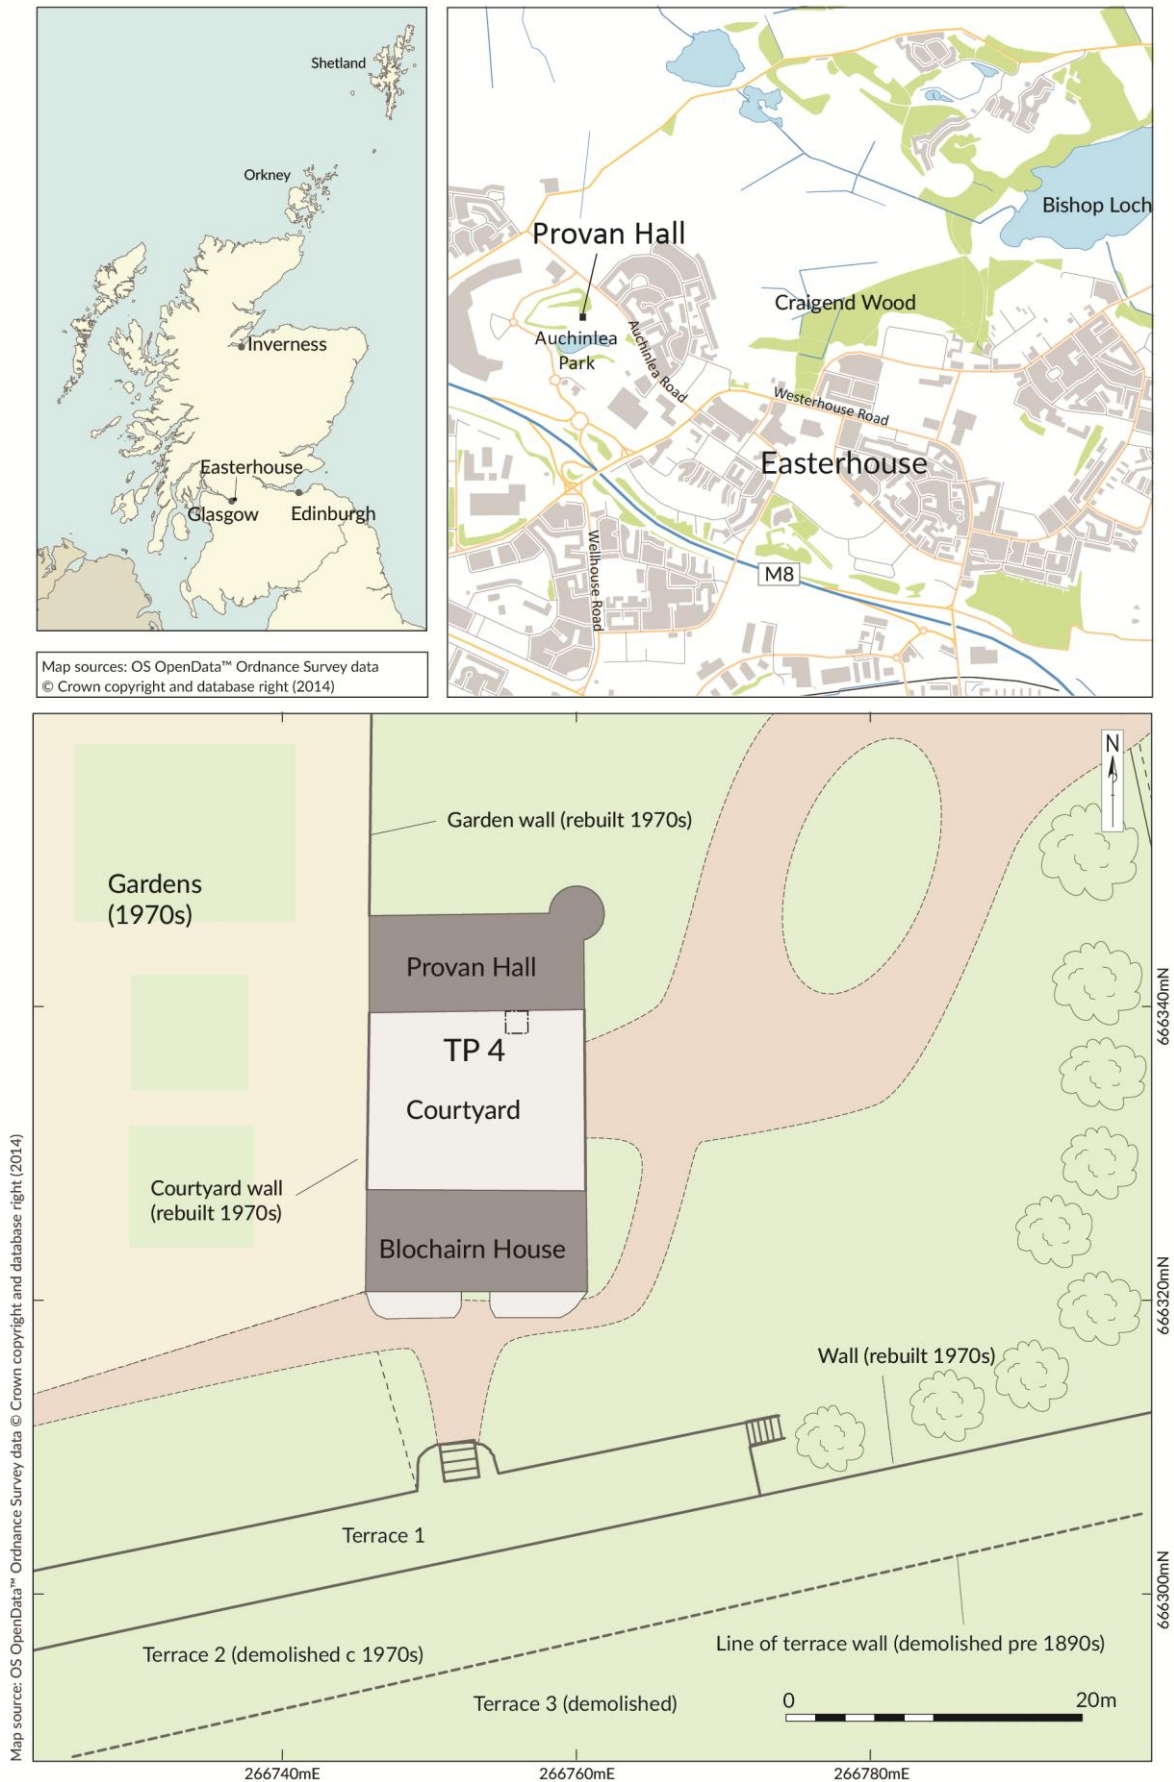 Shetland
Orkney
Inverness
Easterhouse
Glasgow
Edinburgh
Map sources: OS OpenData™ Ordnance Survey data
© Crown copyright and database right (2014)
Bishop Loch
Provan Hall
Craigend Wood
Auchinlea
Park
Auchinlea Road
Westerhouse Road
Easterhouse
Wellhouse Road
M8
N
Garden wall (rebuilt 1970s)
Gardens
(1970s)
Provan Hall
TP 4
Courtyard
Courtyard wall
(rebuilt 1970s)
Blochairn House
Wall (rebuilt 1970s)
Terrace 1
Terrace 2 (demolished c 1970s)
Line of terrace wall (demolished pre 1890s)
Terrace 3 (demolished)
0 20m
666340mN
666320mN
666300mN
266740mE 266760mE 266780mE
Map source: OS OpenData™ Ordnance Survey data © Crown copyright and database right (2014)